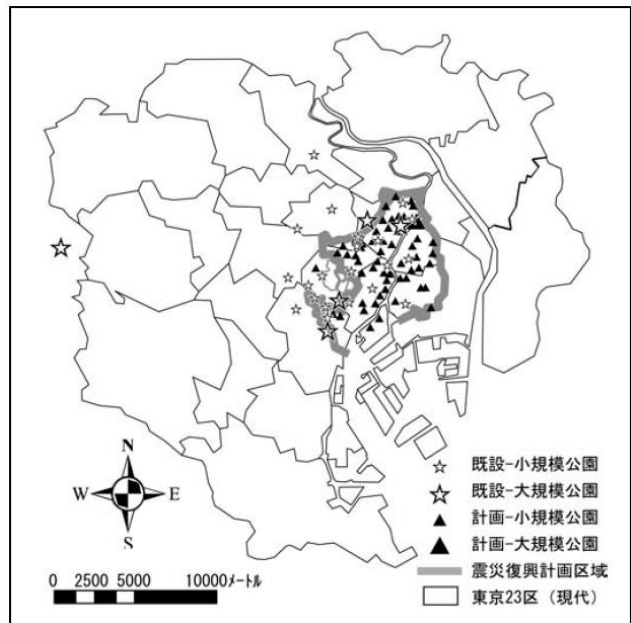 N
W E
S
0 2500 5000 10000メートル
既設-小規模公園
既設-大規模公園
計画-小規模公園
計画-大規模公園
震災復興計画区域
東京23区（現代）